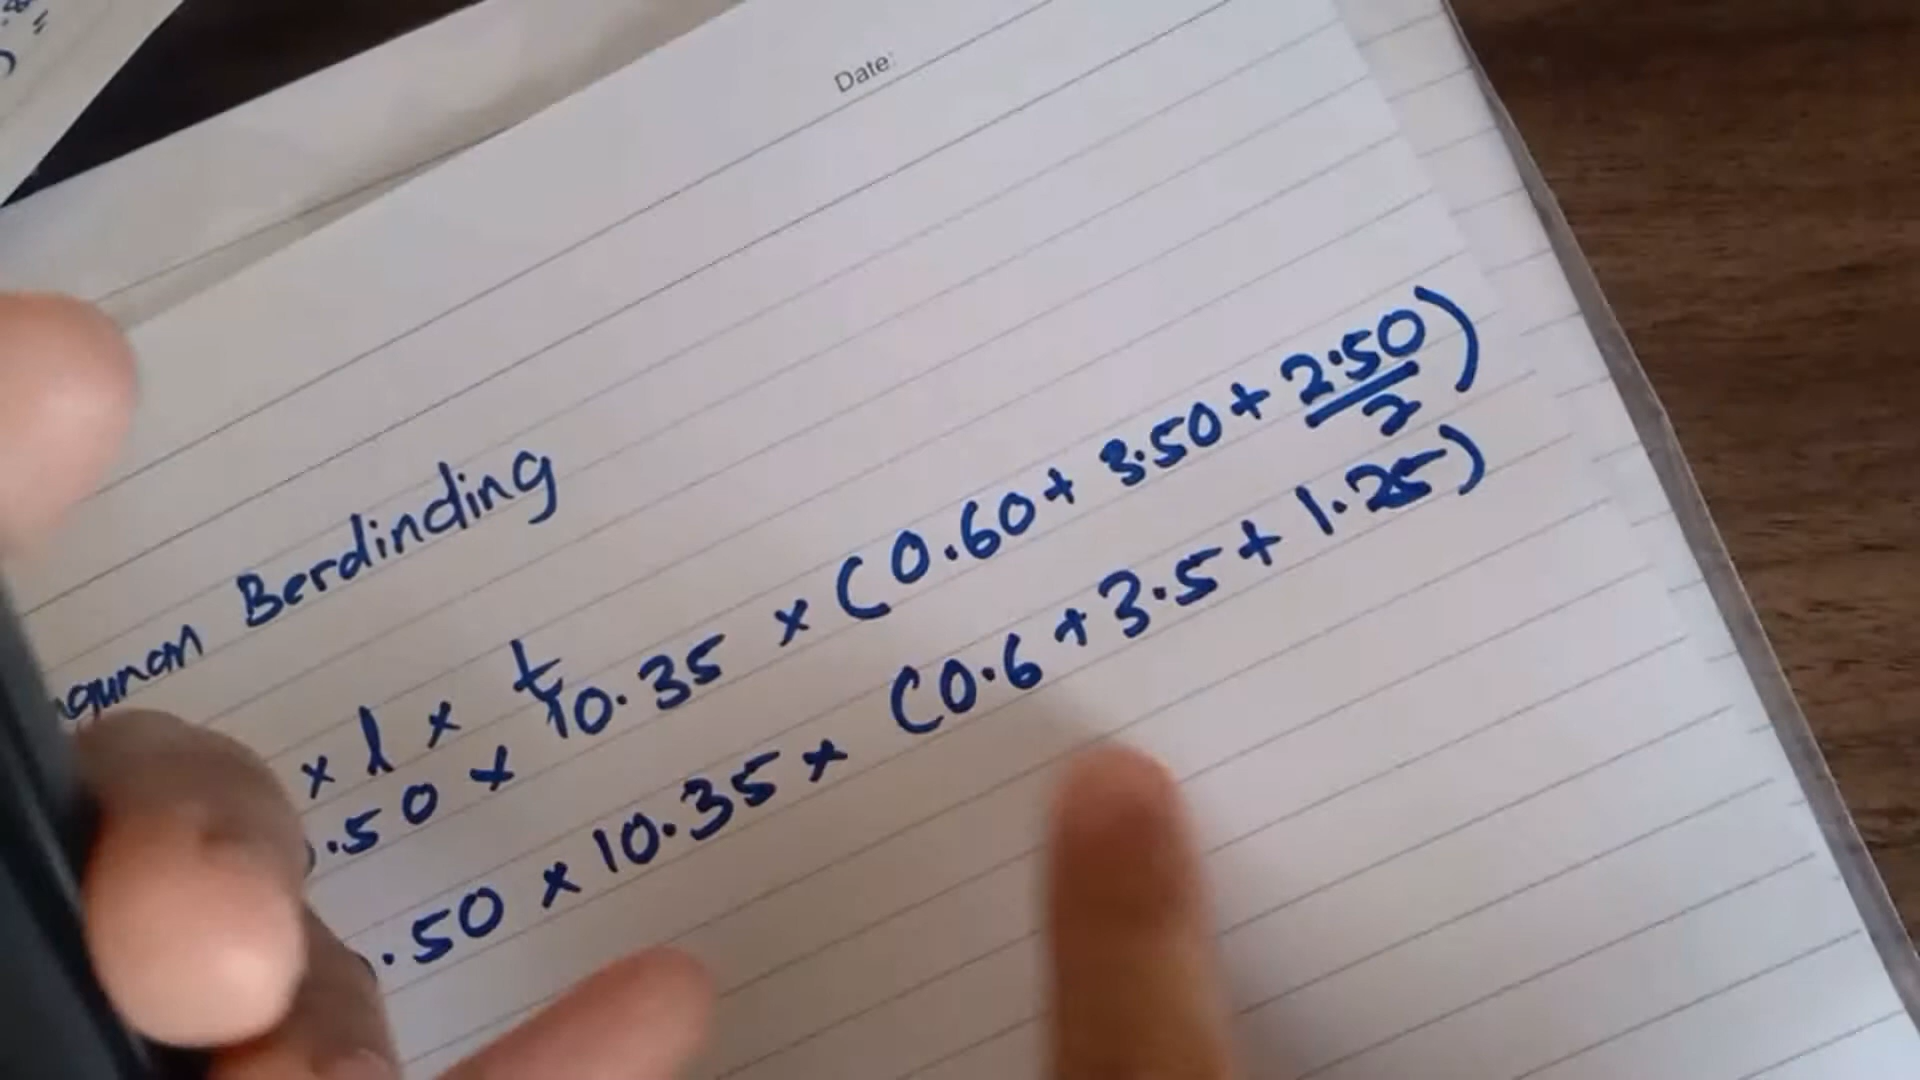 Date:
Berdinding
x l x t
.50 x 10.35 x (0.60 + 3.50 + 2.50/2)
.50 x 10.35 x (0.6 + 3.5 + 1.25)